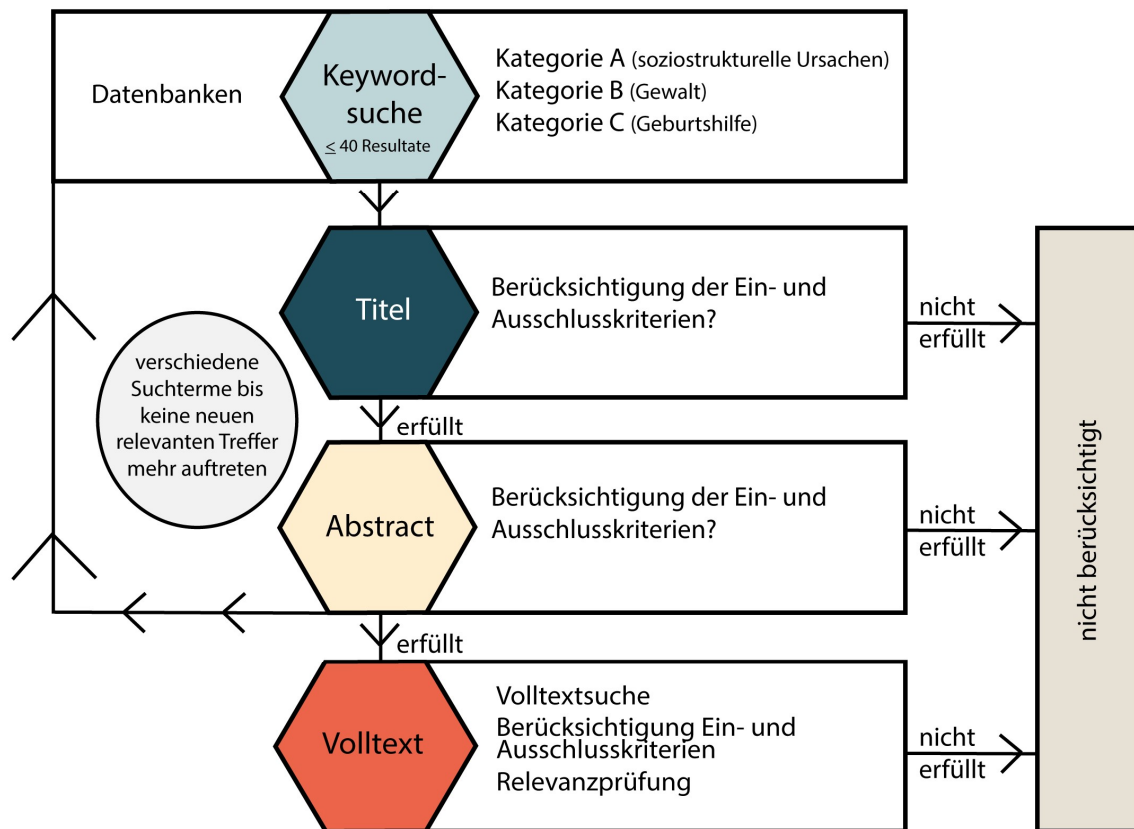 Datenbanken
Keyword-
suche
≤ 40 Resultate
Kategorie A (soziostrukturelle Ursachen)
Kategorie B (Gewalt)
Kategorie C (Geburtshilfe)
Titel
Berücksichtigung der Ein- und
Ausschlusskriterien?
nicht
erfüllt
verschiedene
Suchterme bis
keine neuen
relevanten Treffer
mehr auftreten
erfüllt
Abstract
Berücksichtigung der Ein- und
Ausschlusskriterien?
nicht
erfüllt
nicht berücksichtigt
erfüllt
Volltext
Volltextsuche
Berücksichtigung Ein- und
Ausschlusskriterien
Relevanzprüfung
nicht
erfüllt